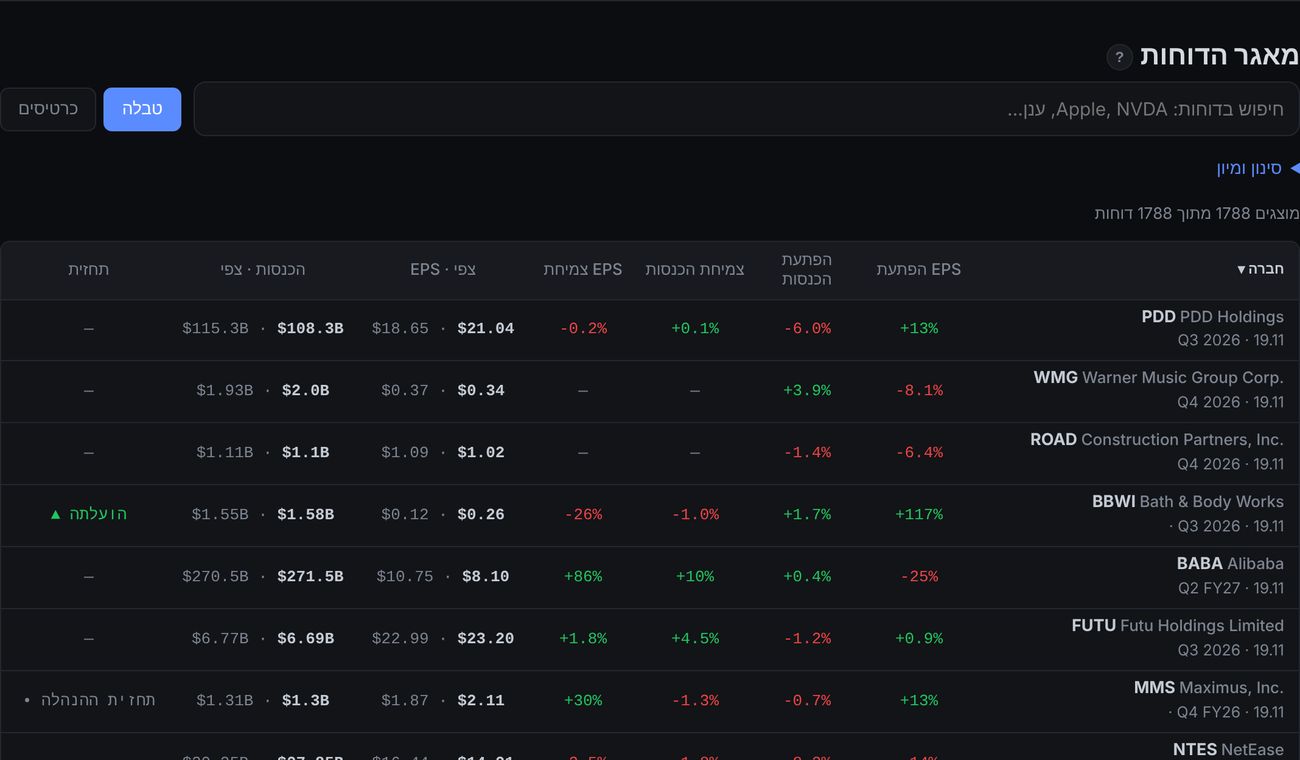 מאגר הדוחות ?
חיפוש בדוחות: Apple, NVDA, ענן... טבלה כרטיסים
◀ סינון ומיון
מוצגים 1788 מתוך 1788 דוחות
חברה ▾ הפתעת EPS הפתעת הכנסות צמיחת הכנסות צמיחת EPS EPS · צפי הכנסות · צפי תחזית
PDD PDD Holdings +13% -6.0% +0.1% -0.2% $21.04 · $18.65 $108.3B · $115.3B —
Q3 2026 · 19.11
WMG Warner Music Group Corp. -8.1% +3.9% — — $0.34 · $0.37 $2.0B · $1.93B —
Q4 2026 · 19.11
ROAD Construction Partners, Inc. -6.4% -1.4% — — $1.02 · $1.09 $1.1B · $1.11B —
Q4 2026 · 19.11
BBWI Bath & Body Works +117% +1.7% -1.0% -26% $0.26 · $0.12 $1.58B · $1.55B הועלתה ▲
· Q3 2026 · 19.11
BABA Alibaba -25% +0.4% +10% +86% $8.10 · $10.75 $271.5B · $270.5B —
Q2 FY27 · 19.11
FUTU Futu Holdings Limited +0.9% -1.2% +4.5% +1.8% $23.20 · $22.99 $6.69B · $6.77B —
Q3 2026 · 19.11
MMS Maximus, Inc. +13% -0.7% -1.3% +30% $2.11 · $1.87 $1.3B · $1.31B תחזית ההנהלה •
· Q4 FY26 · 19.11
NTES NetEase